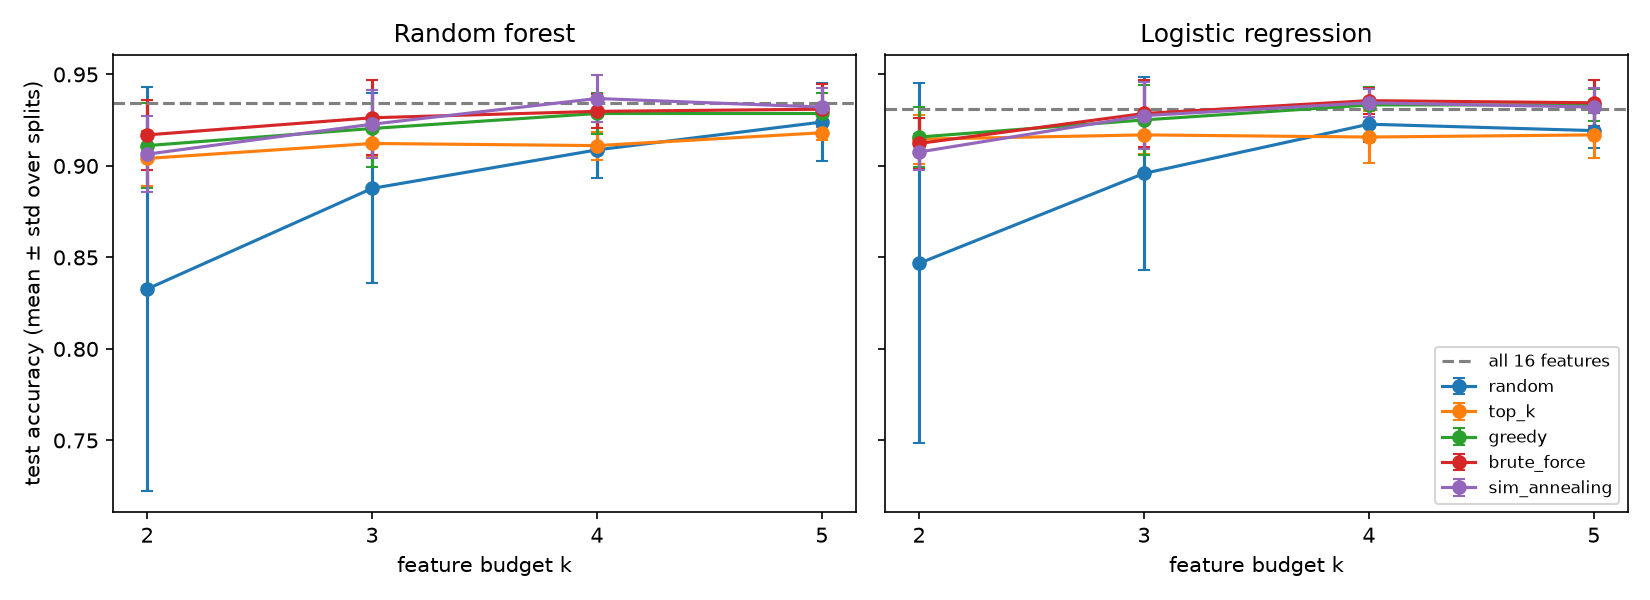 Random forest
Logistic regression
test accuracy (mean ± std over splits)
0.95
0.90
0.85
0.80
0.75
2 3 4 5
feature budget k
2 3 4 5
feature budget k
all 16 features
random
top_k
greedy
brute_force
sim_annealing